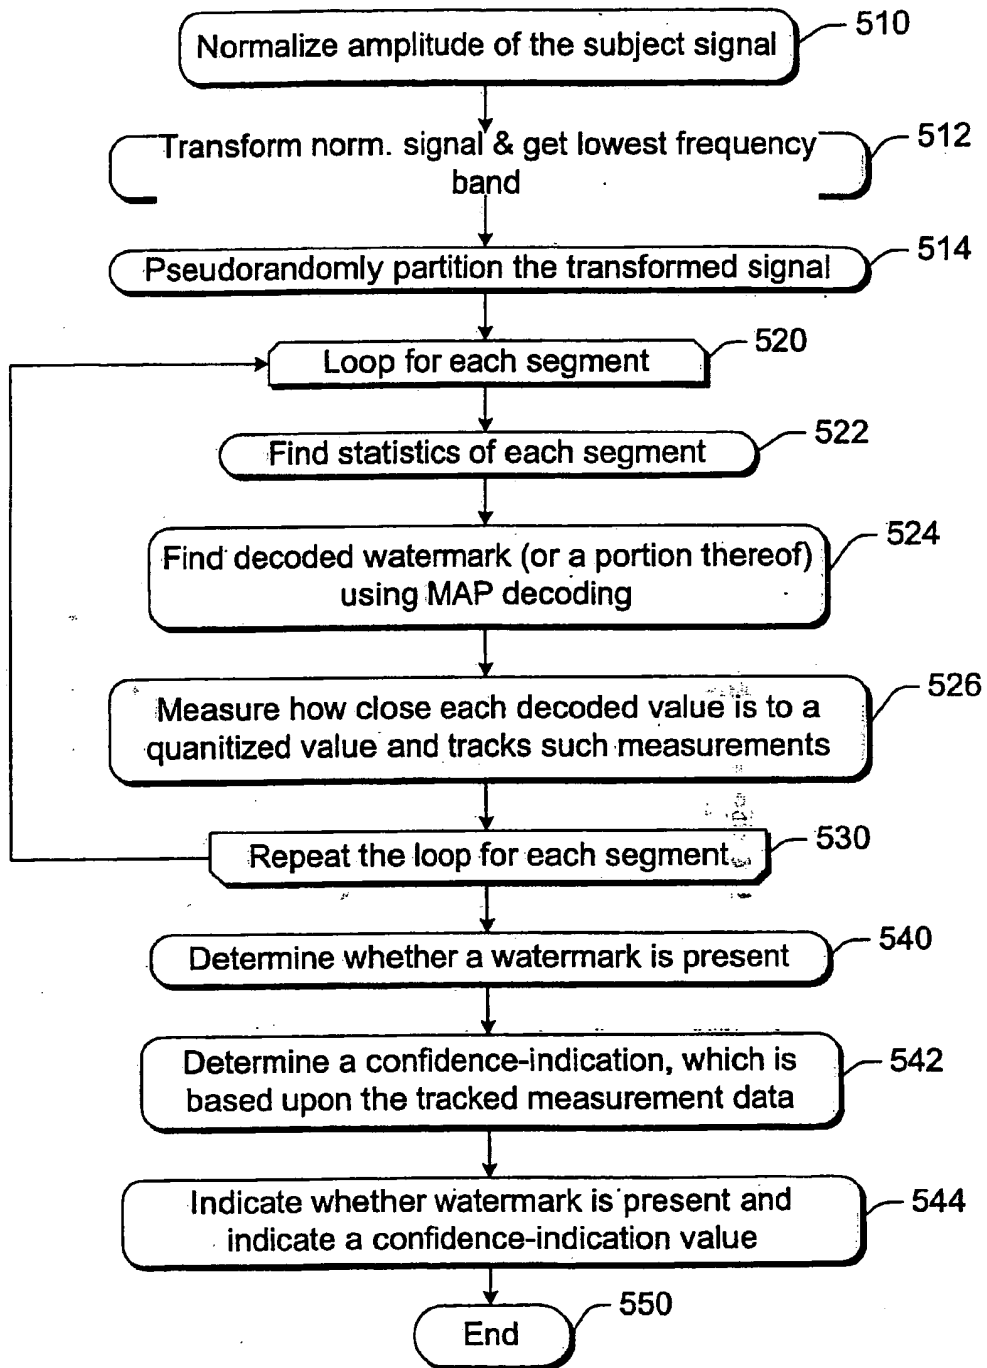 Normalize amplitude of the subject signal
510
Transform norm. signal & get lowest frequency
band
512
Pseudorandomly partition the transformed signal
514
Loop for each segment
520
Find statistics of each segment
522
Find decoded watermark (or a portion thereof)
using MAP decoding
524
Measure how close each decoded value is to a
quanitized value and tracks such measurements
526
Repeat the loop for each segment
530
Determine whether a watermark is present
540
Determine a confidence-indication, which is
based upon the tracked measurement data
542
Indicate whether watermark is present and
indicate a confidence-indication value
544
End
550